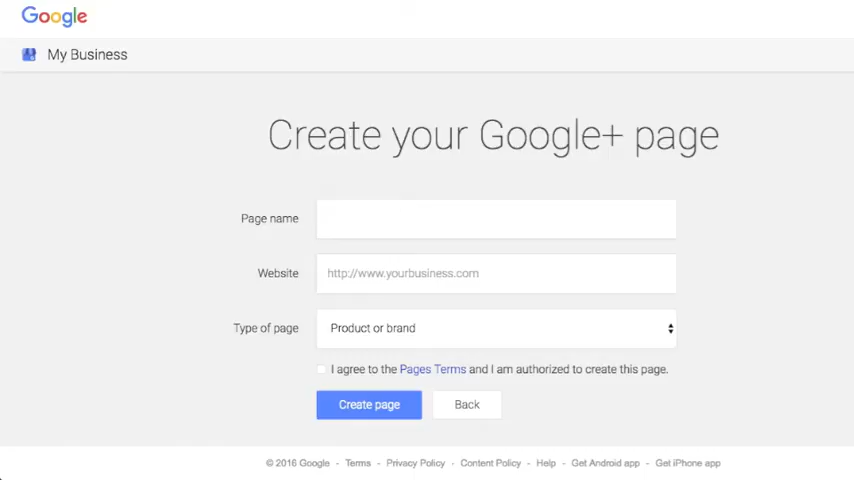 Google
My Business
Create your Google+ page
Page name
Website http://www.yourbusiness.com
Type of page Product or brand
I agree to the Pages Terms and I am authorized to create this page.
Create page Back
© 2016 Google - Terms - Privacy Policy - Content Policy - Help - Get Android app - Get iPhone app